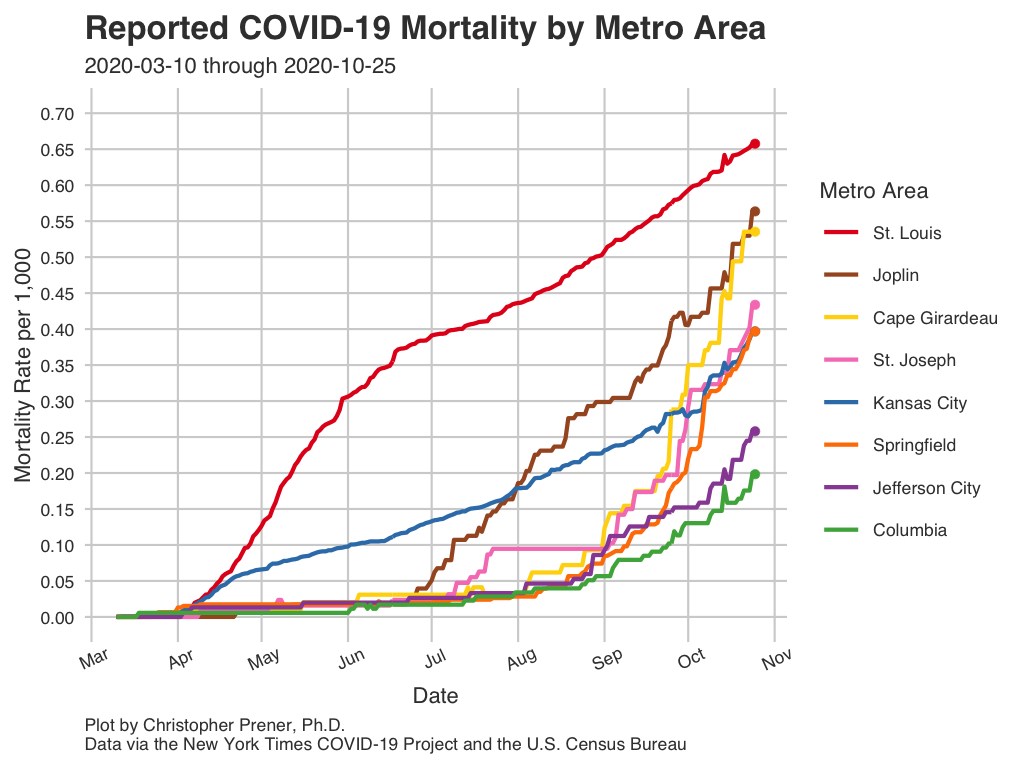 Reported COVID-19 Mortality by Metro Area
2020-03-10 through 2020-10-25
Mortality Rate per 1,000
0.70
0.65
0.60
0.55
0.50
0.45
0.40
0.35
0.30
0.25
0.20
0.15
0.10
0.05
0.00
Mar
Apr
May
Jun
Jul
Aug
Sep
Oct
Nov
Date
Metro Area
St. Louis
Joplin
Cape Girardeau
St. Joseph
Kansas City
Springfield
Jefferson City
Columbia
Plot by Christopher Prener, Ph.D.
Data via the New York Times COVID-19 Project and the U.S. Census Bureau